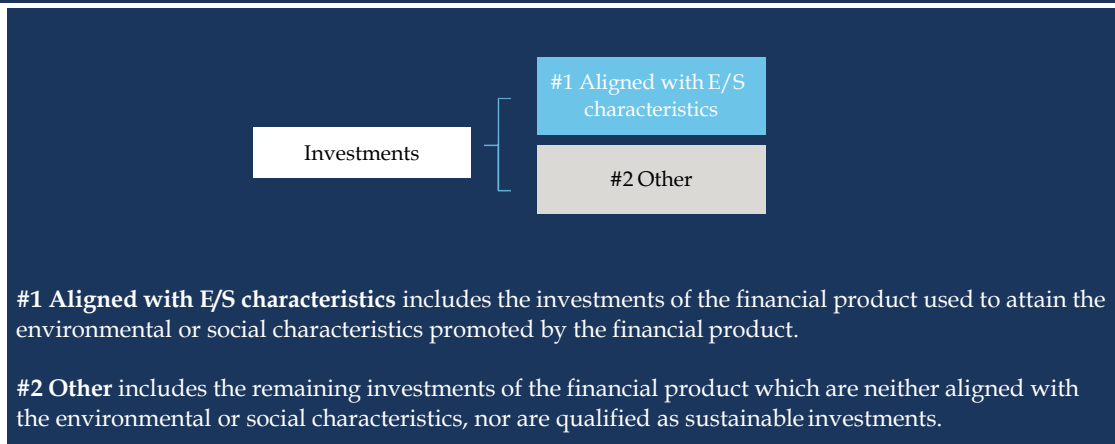 #1 Aligned with E/S
characteristics
Investments
#2 Other
#1 Aligned with E/S characteristics includes the investments of the financial product used to attain the
environmental or social characteristics promoted by the financial product.
#2 Other includes the remaining investments of the financial product which are neither aligned with
the environmental or social characteristics, nor are qualified as sustainable investments.